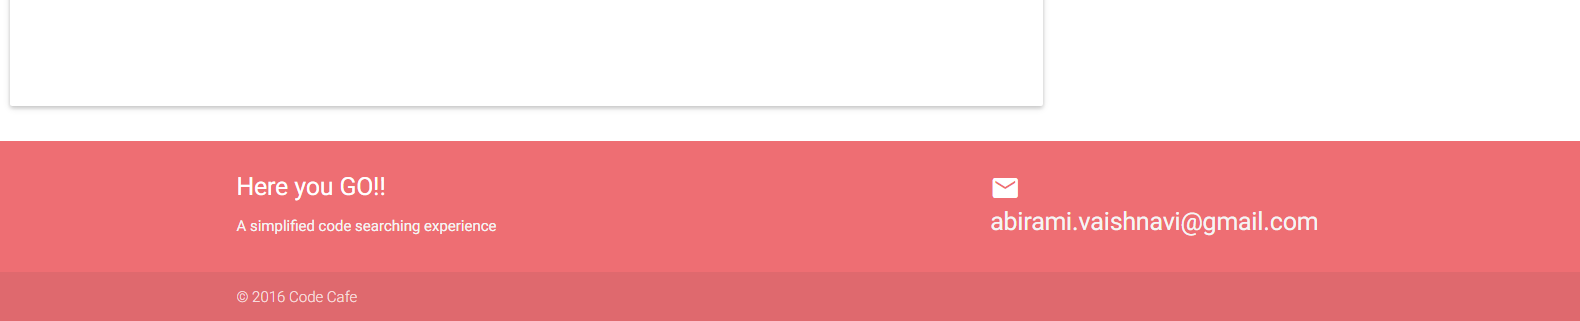 Here you GO!!
A simplified code searching experience
abirami.vaishnavi@gmail.com
© 2016 Code Cafe